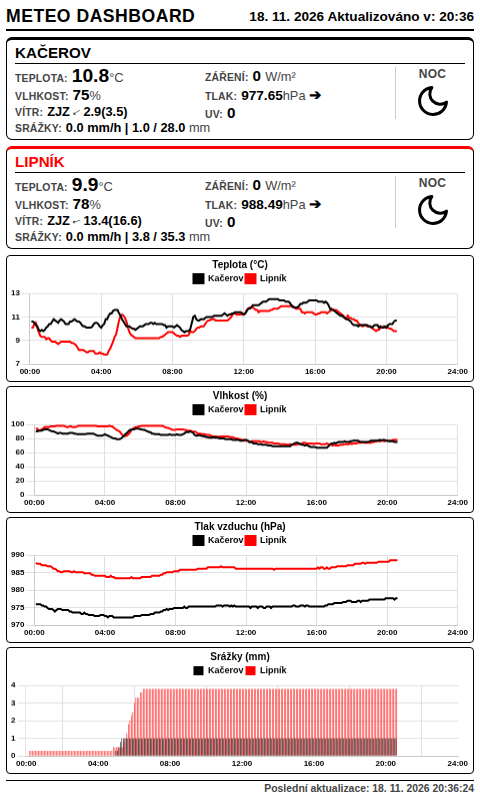 METEO DASHBOARD 18. 11. 2026 Aktualizováno v: 20:36
KAČEROV
TEPLOTA: 10.8°C ZÁŘENÍ: 0 W/m² NOC
VLHKOST: 75% TLAK: 977.65hPa ➔
VÍTR: ZJZ ← 2.9(3.5) UV: 0
SRÁŽKY: 0.0 mm/h | 1.0 / 28.0 mm
LIPNÍK
TEPLOTA: 9.9°C ZÁŘENÍ: 0 W/m² NOC
VLHKOST: 78% TLAK: 988.49hPa ➔
VÍTR: ZJZ ← 13.4(16.6) UV: 0
SRÁŽKY: 0.0 mm/h | 3.8 / 35.3 mm
Teplota (°C)
Kačerov Lipník
13
11
9
7
00:00 04:00 08:00 12:00 16:00 20:00 24:00
Vlhkost (%)
Kačerov Lipník
100
80
60
40
20
0
00:00 04:00 08:00 12:00 16:00 20:00 24:00
Tlak vzduchu (hPa)
Kačerov Lipník
990
985
980
975
970
00:00 04:00 08:00 12:00 16:00 20:00 24:00
Srážky (mm)
Kačerov Lipník
4
3
2
1
0
00:00 04:00 08:00 12:00 16:00 20:00 24:00
Poslední aktualizace: 18. 11. 2026 20:36:24